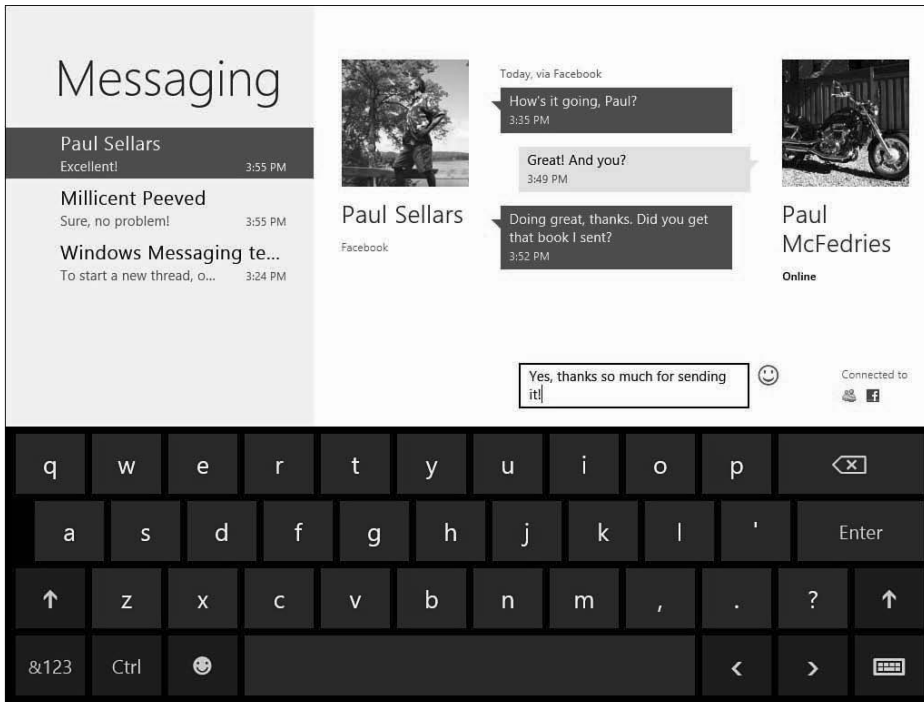 Messaging
Paul Sellars
Excellent! 3:55 PM
Millicent Peeved
Sure, no problem! 3:55 PM
Windows Messaging te...
To start a new thread, o... 3:24 PM
Paul Sellars
Facebook
Today, via Facebook
How's it going, Paul?
3:35 PM
Great! And you?
3:49 PM
Doing great, thanks. Did you get
that book I sent?
3:52 PM
Paul
McFedries
Online
Yes, thanks so much for sending
it!
Connected to
q w e r t y u i o p
a s d f g h j k l ' Enter
z x c v b n m , . ?
&123 Ctrl < >